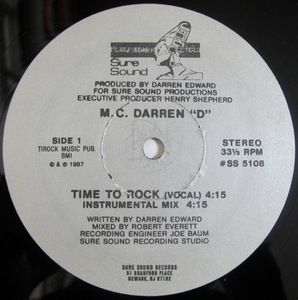 Sure
Sound
PRODUCED BY DARREN EDWARD
FOR SURE SOUND PRODUCTIONS
EXECUTIVE PRODUCER HENRY SHEPHERD
M.C. DARREN "D"
SIDE 1
TIROCK MUSIC PUB.
BMI
© & ℗ 1987
STEREO
33⅓ RPM
#SS 5108
TIME TO ROCK (VOCAL) 4:15
INSTRUMENTAL MIX 4:15
WRITTEN BY DARREN EDWARD
MIXED BY ROBERT EVERETT
RECORDING ENGINEER JOE BAUM
SURE SOUND RECORDING STUDIO
SURE SOUND RECORDS
51 BRANFORD PLACE
NEWARK, NJ 07102